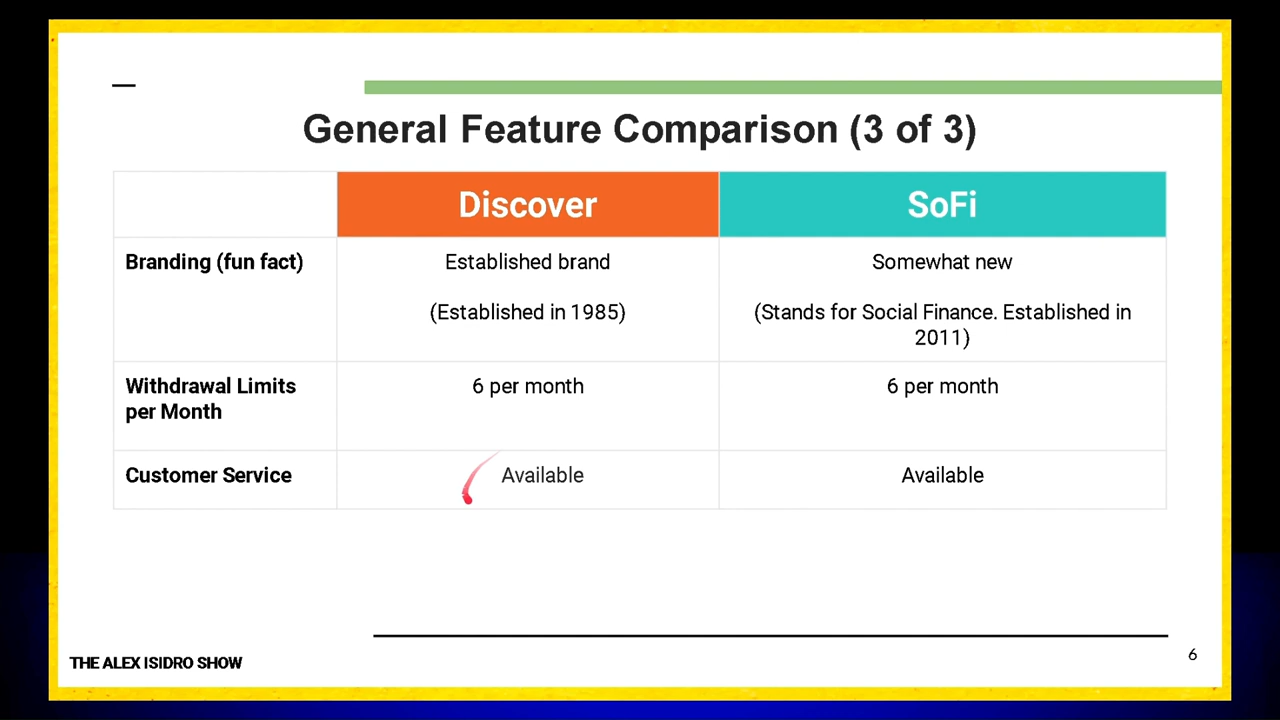 General Feature Comparison (3 of 3)
Discover
SoFi
Branding (fun fact)
Established brand
(Established in 1985)
Somewhat new
(Stands for Social Finance. Established in
2011)
Withdrawal Limits
per Month
6 per month
6 per month
Customer Service
Available
Available
THE ALEX ISIDRO SHOW
6